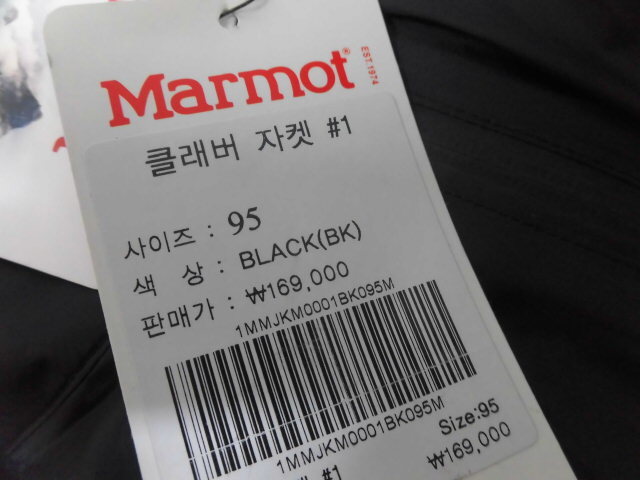 Marmot®
EST.1974
클래버 자켓 #1
사이즈 : 95
색 상 : BLACK(BK)
판매가 : ₩169,000
1MMJKM0001BK095M
1MMJKM0001BK095M
Size:95
#1
₩169,000